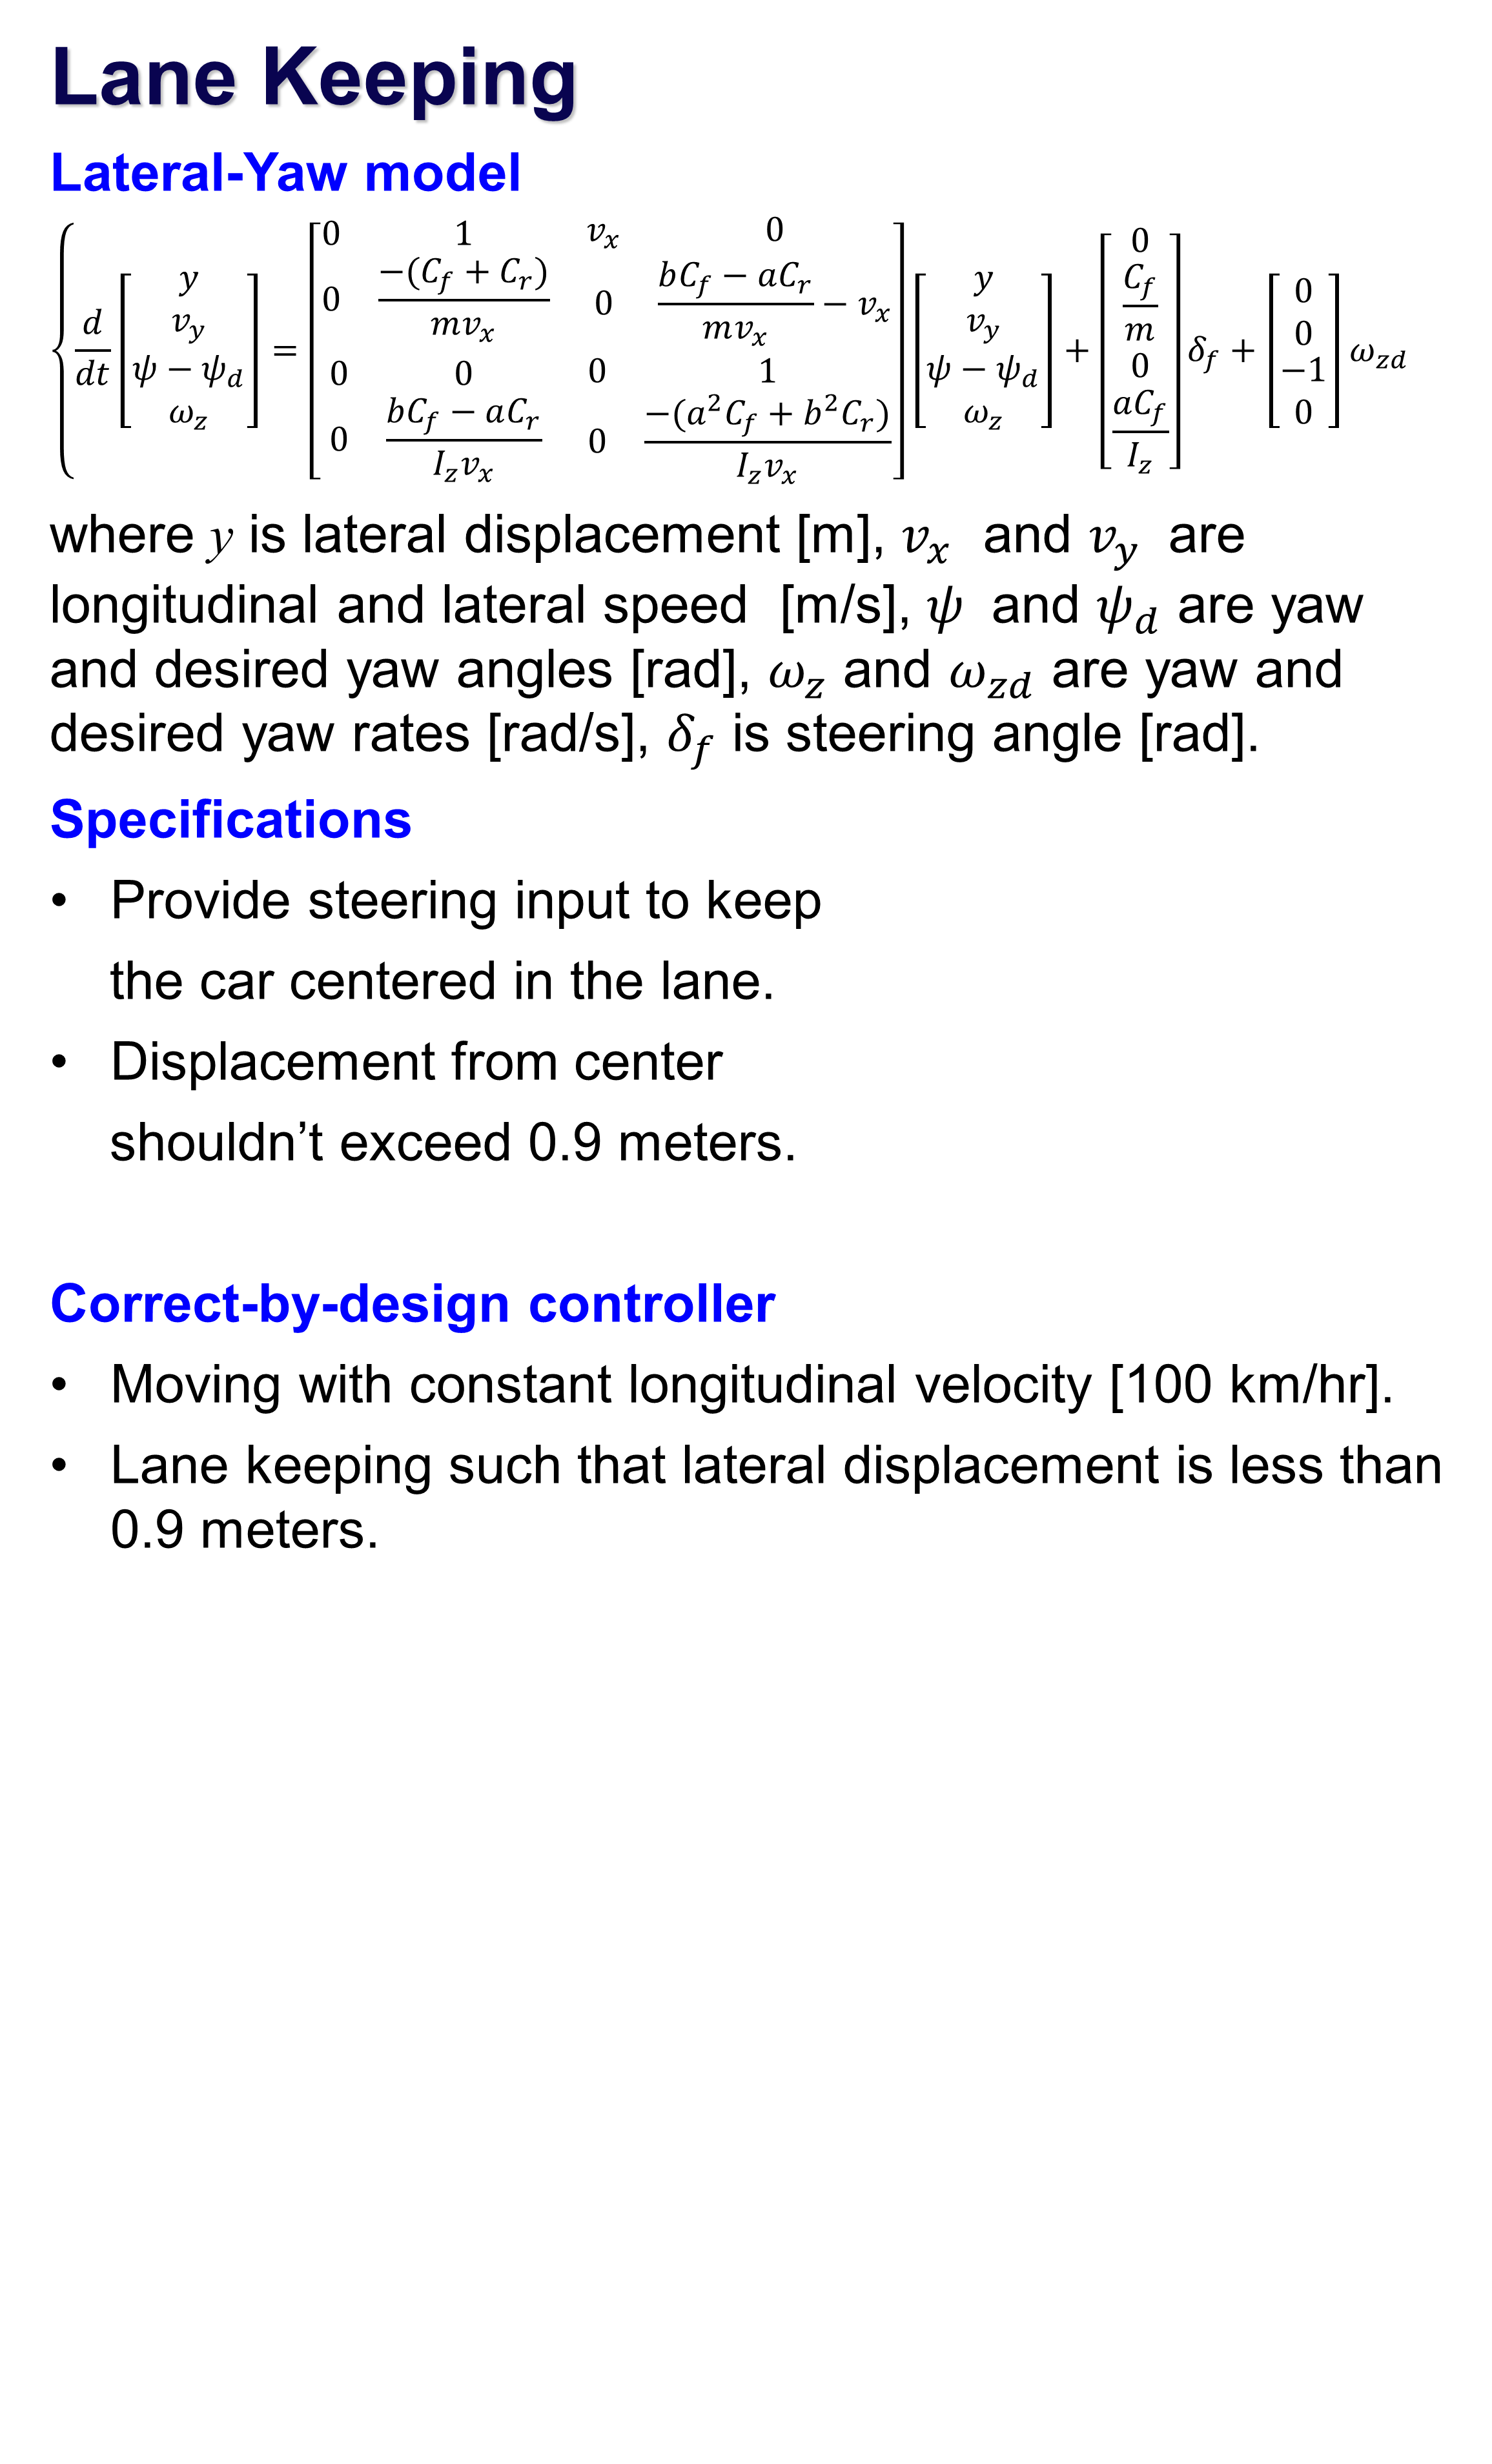 Lane Keeping
Lateral-Yaw model
{ d/dt [ y ; v_y ; ψ − ψ_d ; ω_z ] = [ 0 1 v_x 0 ; 0 −(C_f + C_r)/(mv_x) 0 (bC_f − aC_r)/(mv_x) − v_x ; 0 0 0 1 ; 0 (bC_f − aC_r)/(I_z v_x) 0 −(a²C_f + b²C_r)/(I_z v_x) ] [ y ; v_y ; ψ − ψ_d ; ω_z ] + [ 0 ; C_f/m ; 0 ; aC_f/I_z ] δ_f + [ 0 ; 0 ; −1 ; 0 ] ω_zd
where y is lateral displacement [m], v_x and v_y are
longitudinal and lateral speed [m/s], ψ and ψ_d are yaw
and desired yaw angles [rad], ω_z and ω_zd are yaw and
desired yaw rates [rad/s], δ_f is steering angle [rad].
Specifications
• Provide steering input to keep
the car centered in the lane.
• Displacement from center
shouldn’t exceed 0.9 meters.
Correct-by-design controller
• Moving with constant longitudinal velocity [100 km/hr].
• Lane keeping such that lateral displacement is less than
0.9 meters.